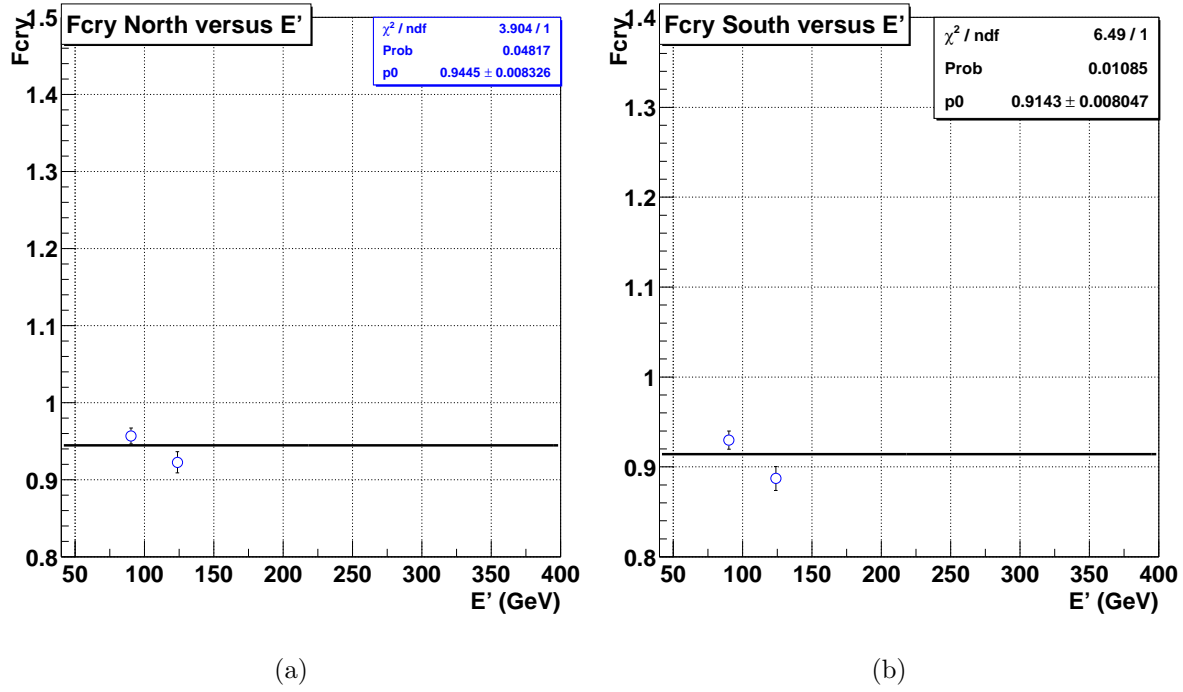 Fcry North versus E’
Fcry
χ² / ndf 3.904 / 1
Prob 0.04817
p0 0.9445 ± 0.008326
1.5
1.4
1.3
1.2
1.1
1
0.9
0.8
50 100 150 200 250 300 350 400
E’ (GeV)
(a)
Fcry South versus E’
Fcry
χ² / ndf 6.49 / 1
Prob 0.01085
p0 0.9143 ± 0.008047
1.4
1.3
1.2
1.1
1
0.9
0.8
50 100 150 200 250 300 350 400
E’ (GeV)
(b)